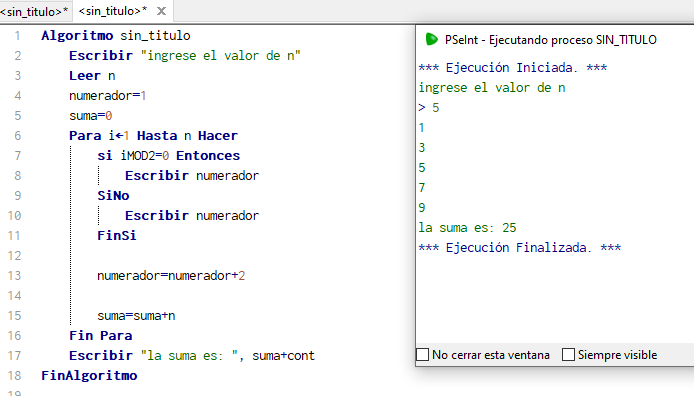 <sin_titulo>*
<sin_titulo>* ×
1 Algoritmo sin_titulo
2 Escribir "ingrese el valor de n"
3 Leer n
4 numerador=1
5 suma=0
6 Para i←1 Hasta n Hacer
7 si iMOD2=0 Entonces
8 Escribir numerador
9 SiNo
10 Escribir numerador
11 FinSi
12
13 numerador=numerador+2
14
15 suma=suma+n
16 Fin Para
17 Escribir "la suma es: ", suma+cont
18 FinAlgoritmo
19
PSeInt - Ejecutando proceso SIN_TITULO
*** Ejecución Iniciada. ***
ingrese el valor de n
> 5
1
3
5
7
9
la suma es: 25
*** Ejecución Finalizada. ***
No cerrar esta ventana
Siempre visible